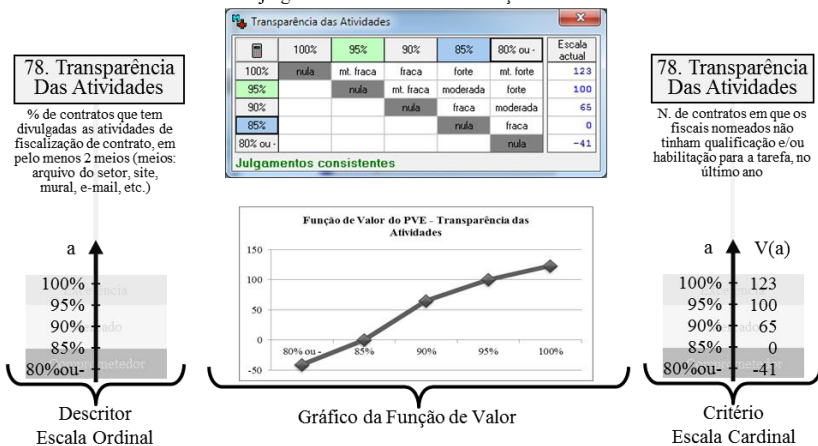 Transparência das Atividades
100% 95% 90% 85% 80% ou - Escala actual
100% nula mt. fraca fraca forte mt. forte 123
95% nula mt. fraca moderada forte 100
90% nula fraca moderada 65
85% nula fraca 0
80% ou - nula -41
Julgamentos consistentes
78. Transparência
Das Atividades
% de contratos que tem
divulgadas as atividades de
fiscalização de contrato, em
pelo menos 2 meios (meios:
arquivo do setor, site,
mural, e-mail, etc.)
a
100%
95%
90%
85%
80%ou-
Descritor
Escala Ordinal
Função de Valor do PVE - Transparência das
Atividades
150
100
50
0
-50
80% ou - 85% 90% 95% 100%
Gráfico da Função de Valor
78. Transparência
Das Atividades
N. de contratos em que os
fiscais nomeados não
tinham qualificação e/ou
habilitação para a tarefa, no
último ano
a V(a)
100% 123
95% 100
90% 65
85% 0
80%ou- -41
Critério
Escala Cardinal